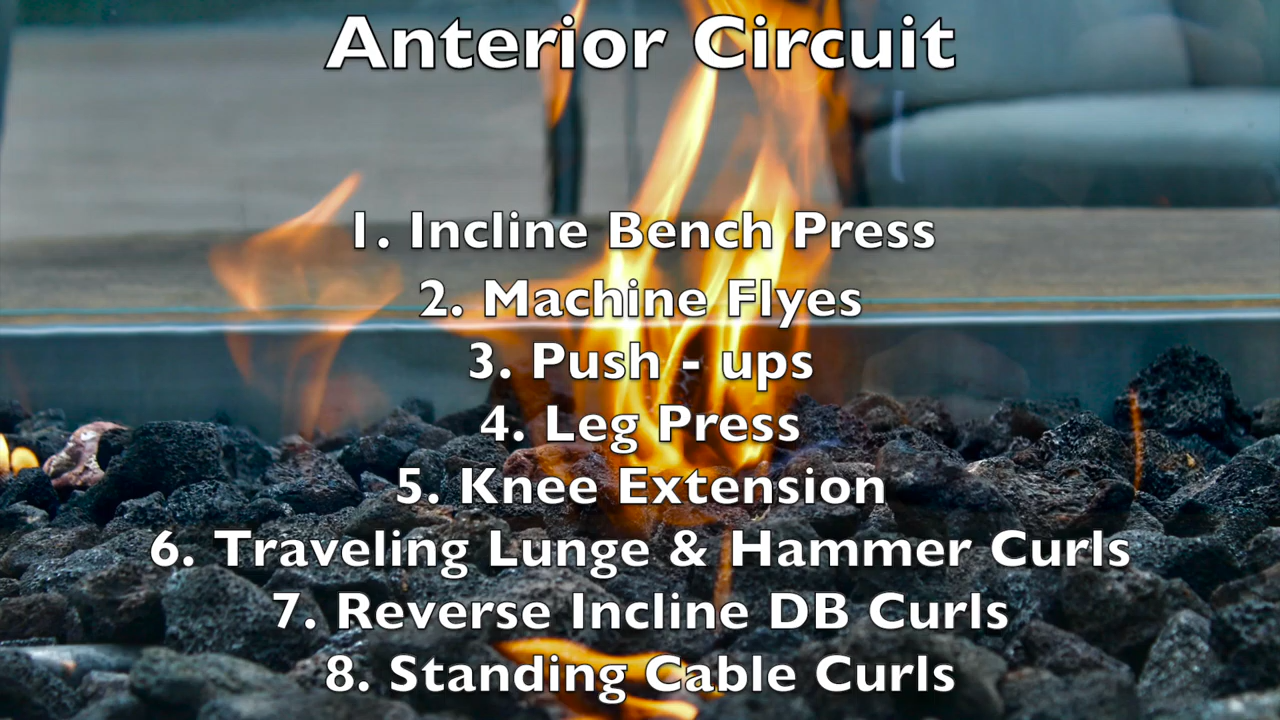 Anterior Circuit
1. Incline Bench Press
2. Machine Flyes
3. Push - ups
4. Leg Press
5. Knee Extension
6. Traveling Lunge & Hammer Curls
7. Reverse Incline DB Curls
8. Standing Cable Curls